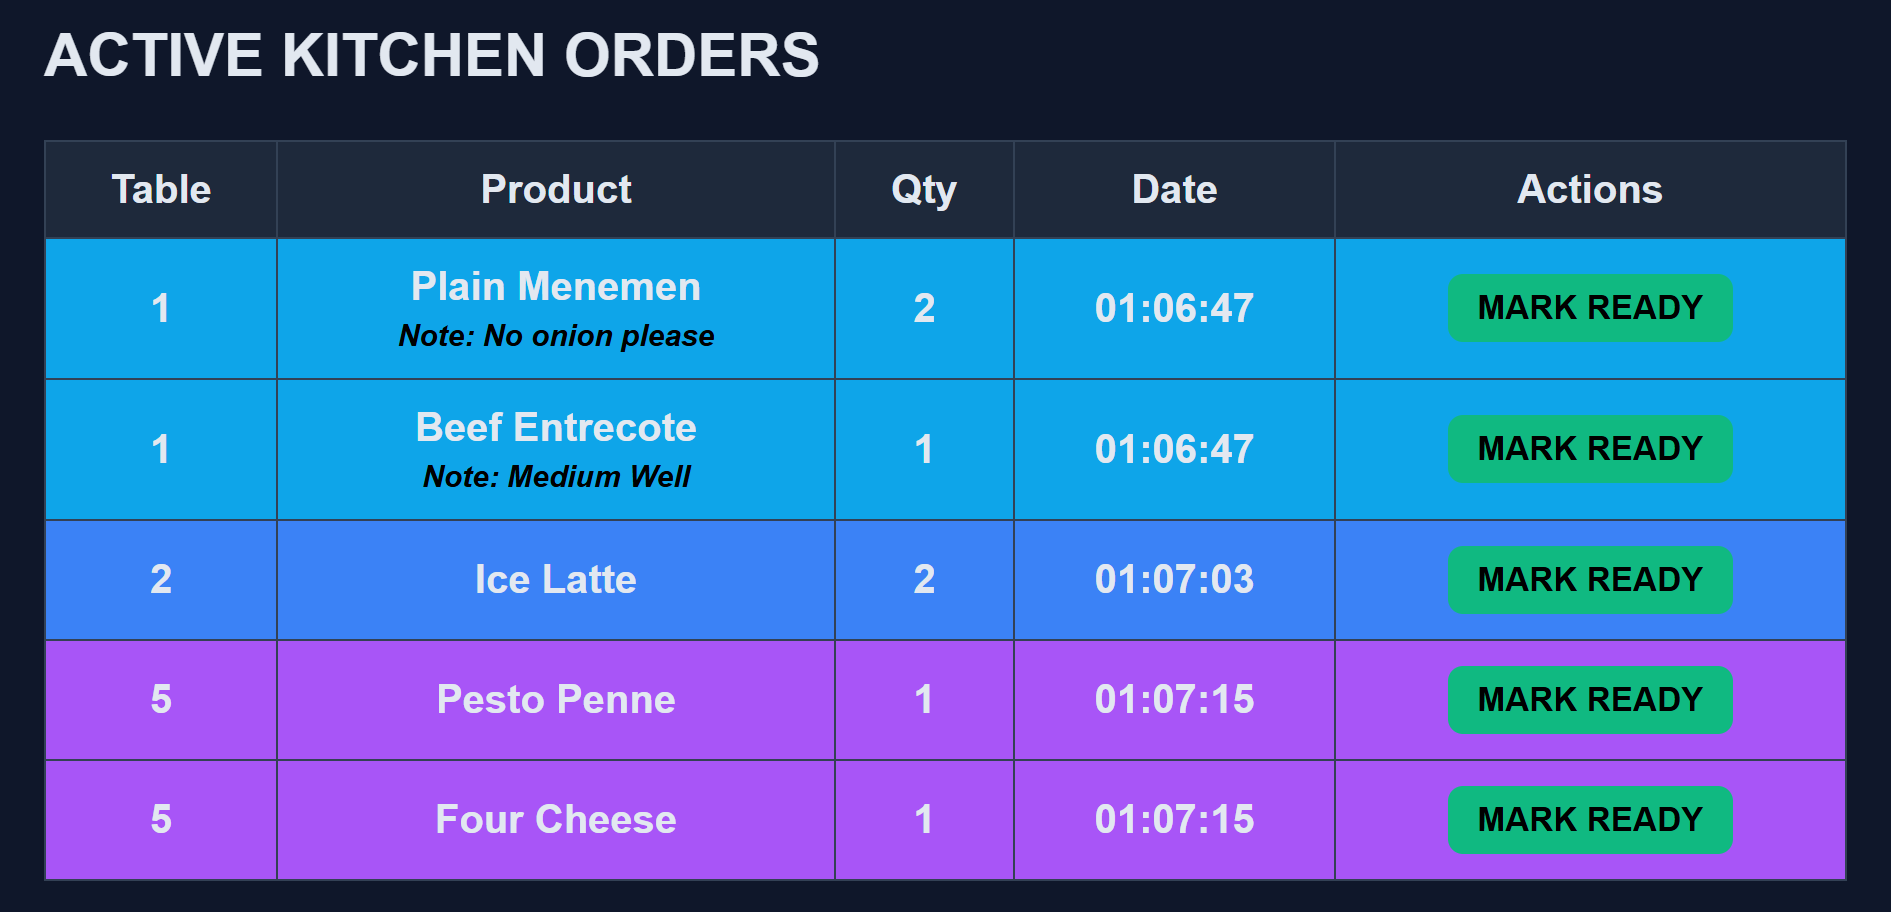 ACTIVE KITCHEN ORDERS
Table Product Qty Date Actions
1 Plain Menemen 2 01:06:47 MARK READY
Note: No onion please
1 Beef Entrecote 1 01:06:47 MARK READY
Note: Medium Well
2 Ice Latte 2 01:07:03 MARK READY
5 Pesto Penne 1 01:07:15 MARK READY
5 Four Cheese 1 01:07:15 MARK READY